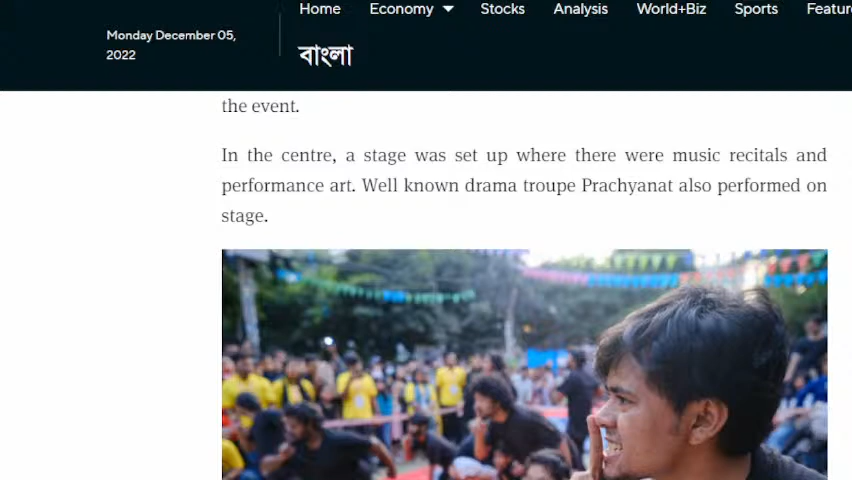 Home Economy Stocks Analysis World+Biz Sports Featur
Monday December 05,
2022
বাংলা
the event.
In the centre, a stage was set up where there were music recitals and
performance art. Well known drama troupe Prachyanat also performed on
stage.